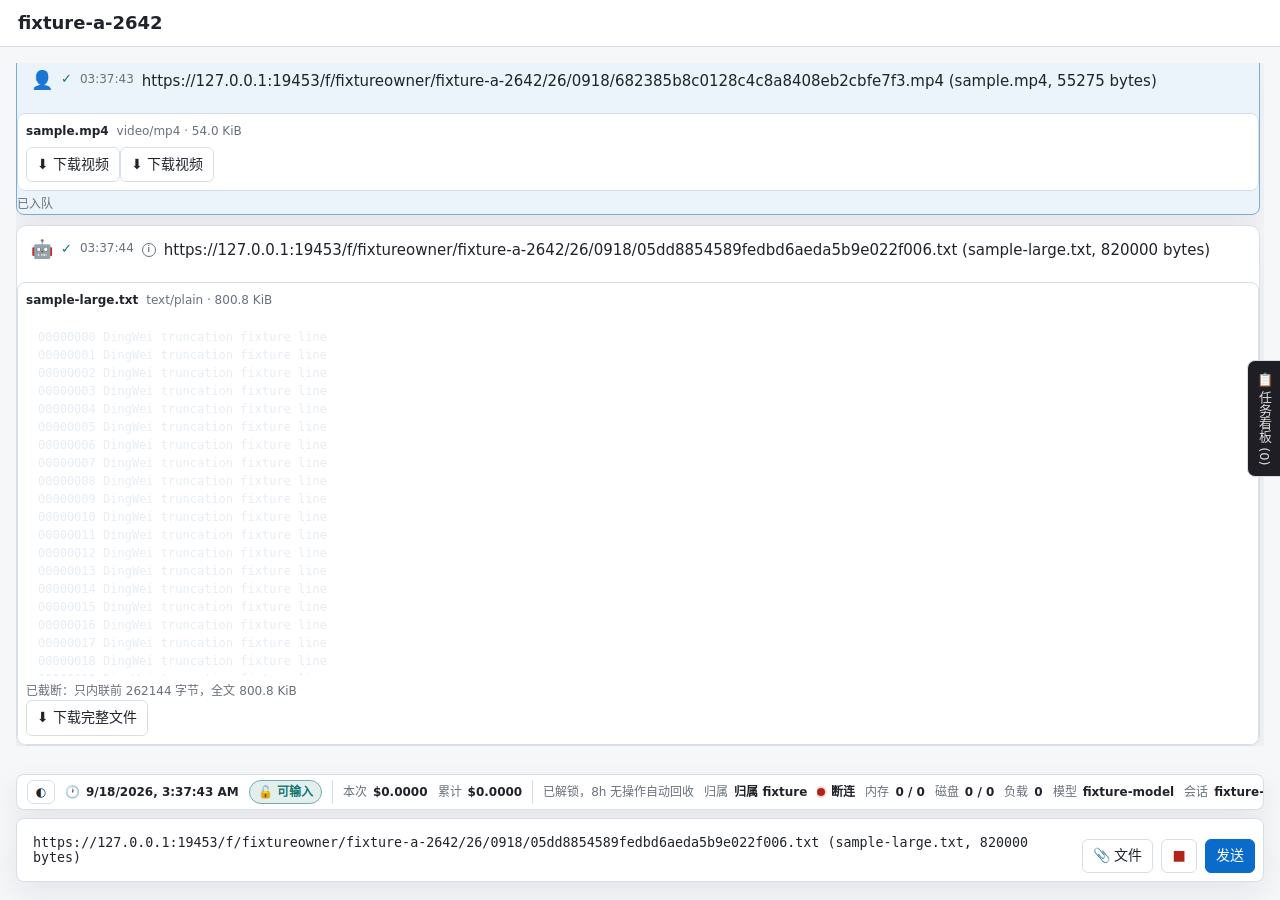 fixture-a-2642
✓ 03:37:43 https://127.0.0.1:19453/f/fixtureowner/fixture-a-2642/26/0918/682385b8c0128c4c8a8408eb2cbfe7f3.mp4 (sample.mp4, 55275 bytes)
sample.mp4 video/mp4 · 54.0 KiB
⬇ 下载视频 ⬇ 下载视频
已入队
✓ 03:37:44 https://127.0.0.1:19453/f/fixtureowner/fixture-a-2642/26/0918/05dd8854589fedbd6aeda5b9e022f006.txt (sample-large.txt, 820000 bytes)
sample-large.txt text/plain · 800.8 KiB
00000000 DingWei truncation fixture line
00000001 DingWei truncation fixture line
00000002 DingWei truncation fixture line
00000003 DingWei truncation fixture line
00000004 DingWei truncation fixture line
00000005 DingWei truncation fixture line
00000006 DingWei truncation fixture line
00000007 DingWei truncation fixture line
00000008 DingWei truncation fixture line
00000009 DingWei truncation fixture line
00000010 DingWei truncation fixture line
00000011 DingWei truncation fixture line
00000012 DingWei truncation fixture line
00000013 DingWei truncation fixture line
00000014 DingWei truncation fixture line
00000015 DingWei truncation fixture line
00000016 DingWei truncation fixture line
00000017 DingWei truncation fixture line
00000018 DingWei truncation fixture line
已截断：只内联前 262144 字节，全文 800.8 KiB
⬇ 下载完整文件
任务看板 (0)
9/18/2026, 3:37:43 AM 可输入 本次 $0.0000 累计 $0.0000 已解锁，8h 无操作自动回收 归属 归属 fixture 断连 内存 0 / 0 磁盘 0 / 0 负载 0 模型 fixture-model 会话 fixture-
https://127.0.0.1:19453/f/fixtureowner/fixture-a-2642/26/0918/05dd8854589fedbd6aeda5b9e022f006.txt (sample-large.txt, 820000
bytes)
文件 发送